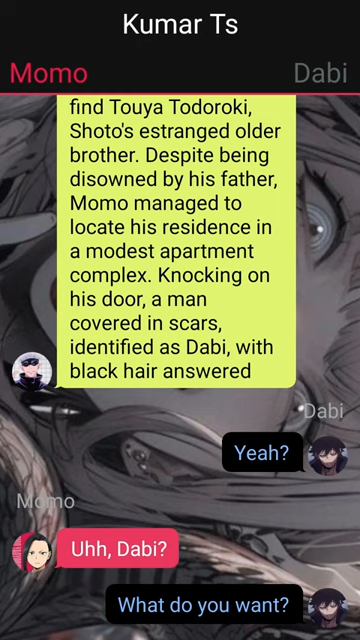 Kumar Ts
Momo Dabi
find Touya Todoroki,
Shoto's estranged older
brother. Despite being
disowned by his father,
Momo managed to
locate his residence in
a modest apartment
complex. Knocking on
his door, a man
covered in scars,
identified as Dabi, with
black hair answered
Dabi
Yeah?
Momo
Uhh, Dabi?
What do you want?